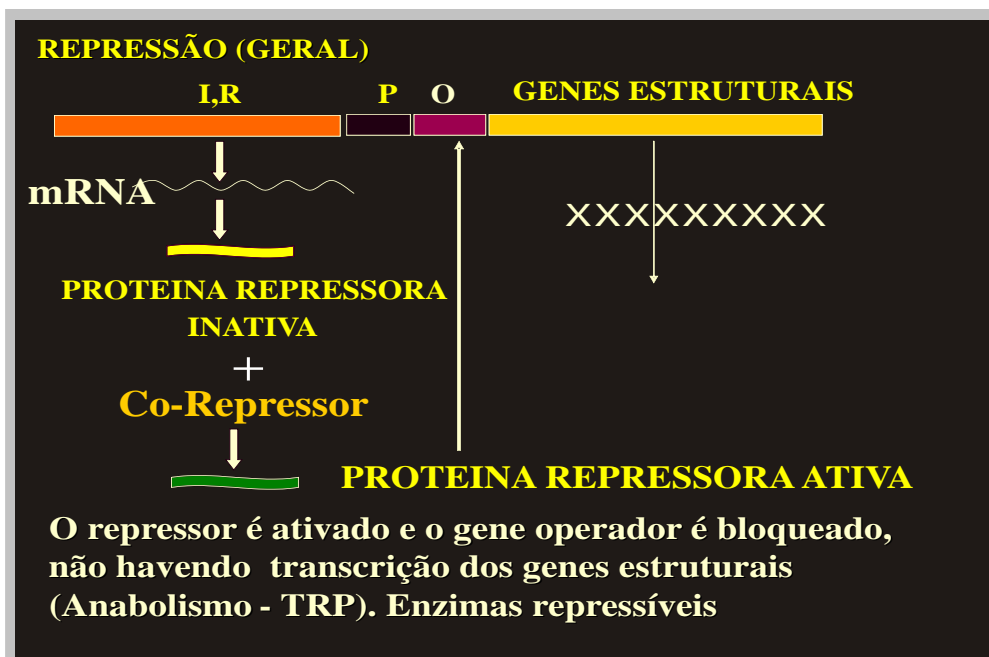 REPRESSÃO (GERAL)
I,R P O GENES ESTRUTURAIS
mRNA
XXXXXXXXX
PROTEINA REPRESSORA
INATIVA
+
Co-Repressor
PROTEINA REPRESSORA ATIVA
O repressor é ativado e o gene operador é bloqueado,
não havendo transcrição dos genes estruturais
(Anabolismo - TRP). Enzimas repressíveis